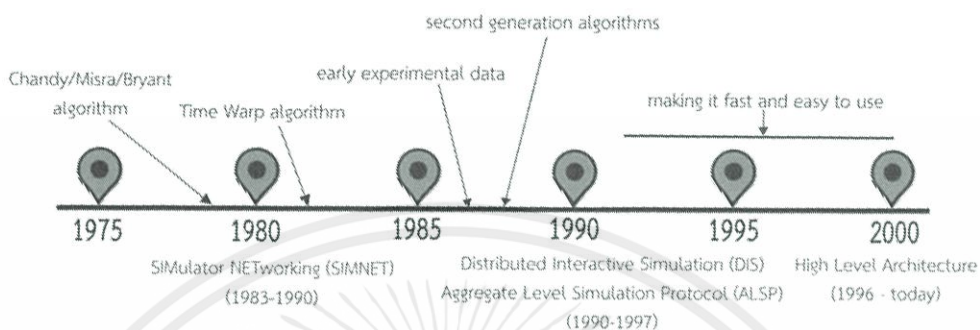 second generation algorithms
early experimental data
Chandy/Misra/Bryant
algorithm
Time Warp algorithm
making it fast and easy to use
1975 1980 1985 1990 1995 2000
SIMulator NETworking (SIMNET)
(1983-1990)
Distributed Interactive Simulation (DIS)
Aggregate Level Simulation Protocol (ALSP)
(1990-1997)
High Level Architecture
(1996 - today)